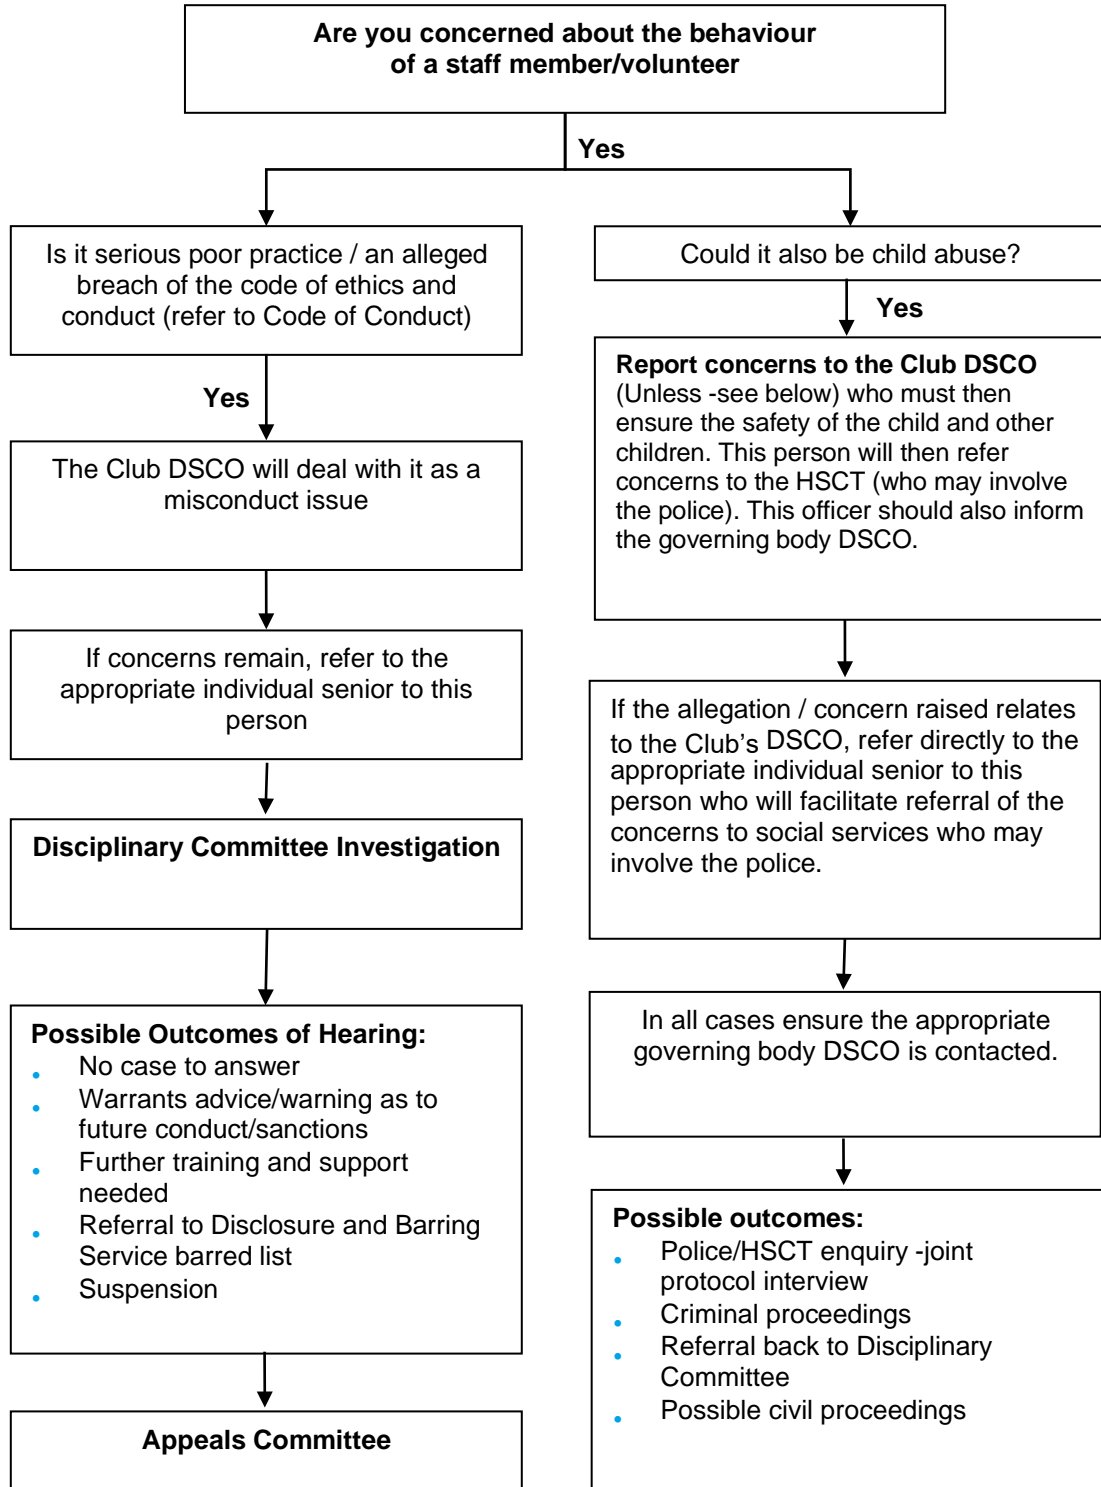 Are you concerned about the behaviour
of a staff member/volunteer
Yes
Is it serious poor practice / an alleged
breach of the code of ethics and
conduct (refer to Code of Conduct)
Yes
The Club DSCO will deal with it as a
misconduct issue
If concerns remain, refer to the
appropriate individual senior to this
person
Disciplinary Committee Investigation
Possible Outcomes of Hearing:
• No case to answer
• Warrants advice/warning as to
future conduct/sanctions
• Further training and support
needed
• Referral to Disclosure and Barring
Service barred list
• Suspension
Appeals Committee
Could it also be child abuse?
Yes
Report concerns to the Club DSCO
(Unless -see below) who must then
ensure the safety of the child and other
children. This person will then refer
concerns to the HSCT (who may involve
the police). This officer should also inform
the governing body DSCO.
If the allegation / concern raised relates
to the Club's DSCO, refer directly to the
appropriate individual senior to this
person who will facilitate referral of the
concerns to social services who may
involve the police.
In all cases ensure the appropriate
governing body DSCO is contacted.
Possible outcomes:
• Police/HSCT enquiry -joint
protocol interview
• Criminal proceedings
• Referral back to Disciplinary
Committee
• Possible civil proceedings